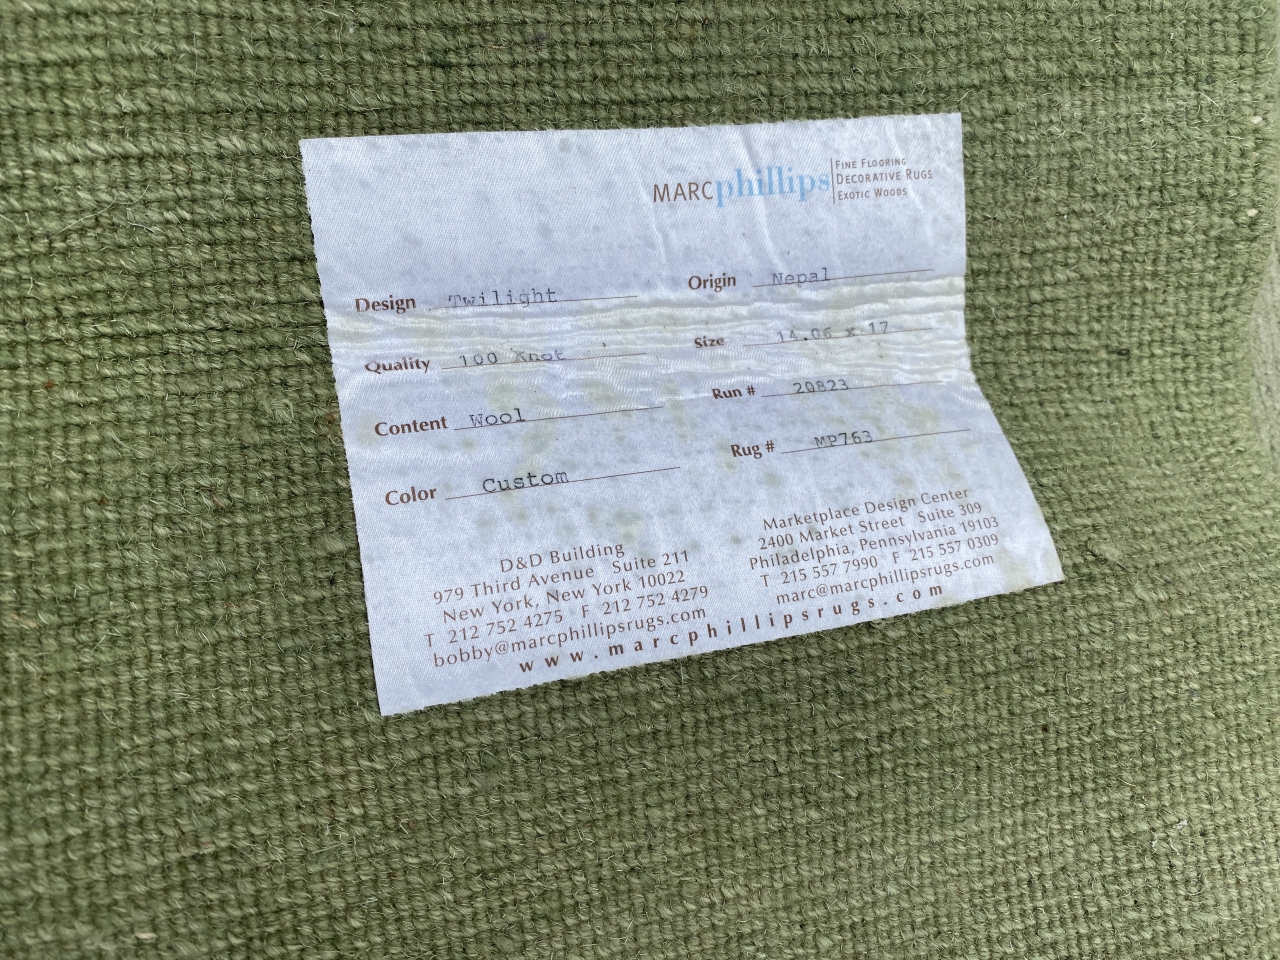 MARCphillips
FINE FLOORING
DECORATIVE RUGS
EXOTIC WOODS
Design Twilight
Origin Nepal
Quality 100 Knot
Size 14.06 x 17
Content Wool
Run # 20823
Color Custom
Rug # MP763
D&D Building
979 Third Avenue Suite 211
New York, New York 10022
T 212 752 4275 F 212 752 4279
bobby@marcphillipsrugs.com
Marketplace Design Center
2400 Market Street Suite 309
Philadelphia, Pennsylvania 19103
T 215 557 7990 F 215 557 0309
marc@marcphillipsrugs.com
www.marcphillipsrugs.com